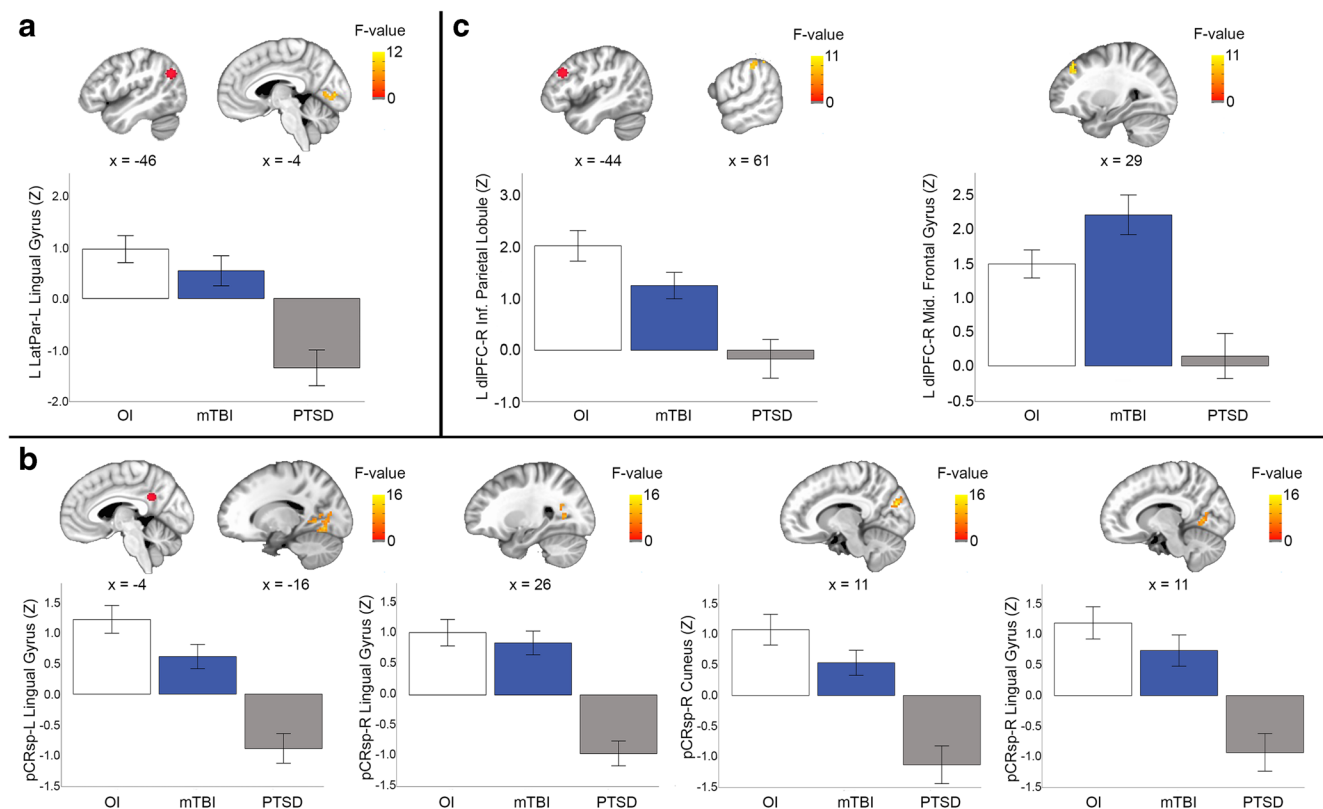 a
F-value
12
0
x = -46
x = -4
L LatPar-L Lingual Gyrus (Z)
2.0
1.0
0.0
-1.0
-2.0
OI
mTBI
PTSD
c
F-value
11
0
x = -44
x = 61
L dlPFC-R Inf. Parietal Lobule (Z)
3.0
2.0
1.0
0.0
-1.0
OI
mTBI
PTSD
F-value
11
0
x = 29
L dlPFC-R Mid. Frontal Gyrus (Z)
2.5
2.0
1.5
1.0
0.5
0.0
-0.5
OI
mTBI
PTSD
b
F-value
16
0
x = -4
x = -16
pCRsp-L Lingual Gyrus (Z)
1.5
1.0
0.5
0.0
-0.5
-1.0
-1.5
OI
mTBI
PTSD
F-value
16
0
x = 26
pCRsp-R Lingual Gyrus (Z)
1.5
1.0
0.5
0.0
-0.5
-1.0
-1.5
OI
mTBI
PTSD
F-value
16
0
x = 11
pCRsp-R Cuneus (Z)
1.5
1.0
0.5
0.0
-0.5
-1.0
-1.5
OI
mTBI
PTSD
F-value
16
0
x = 11
pCRsp-R Lingual Gyrus (Z)
1.5
1.0
0.5
0.0
-0.5
-1.0
-1.5
OI
mTBI
PTSD